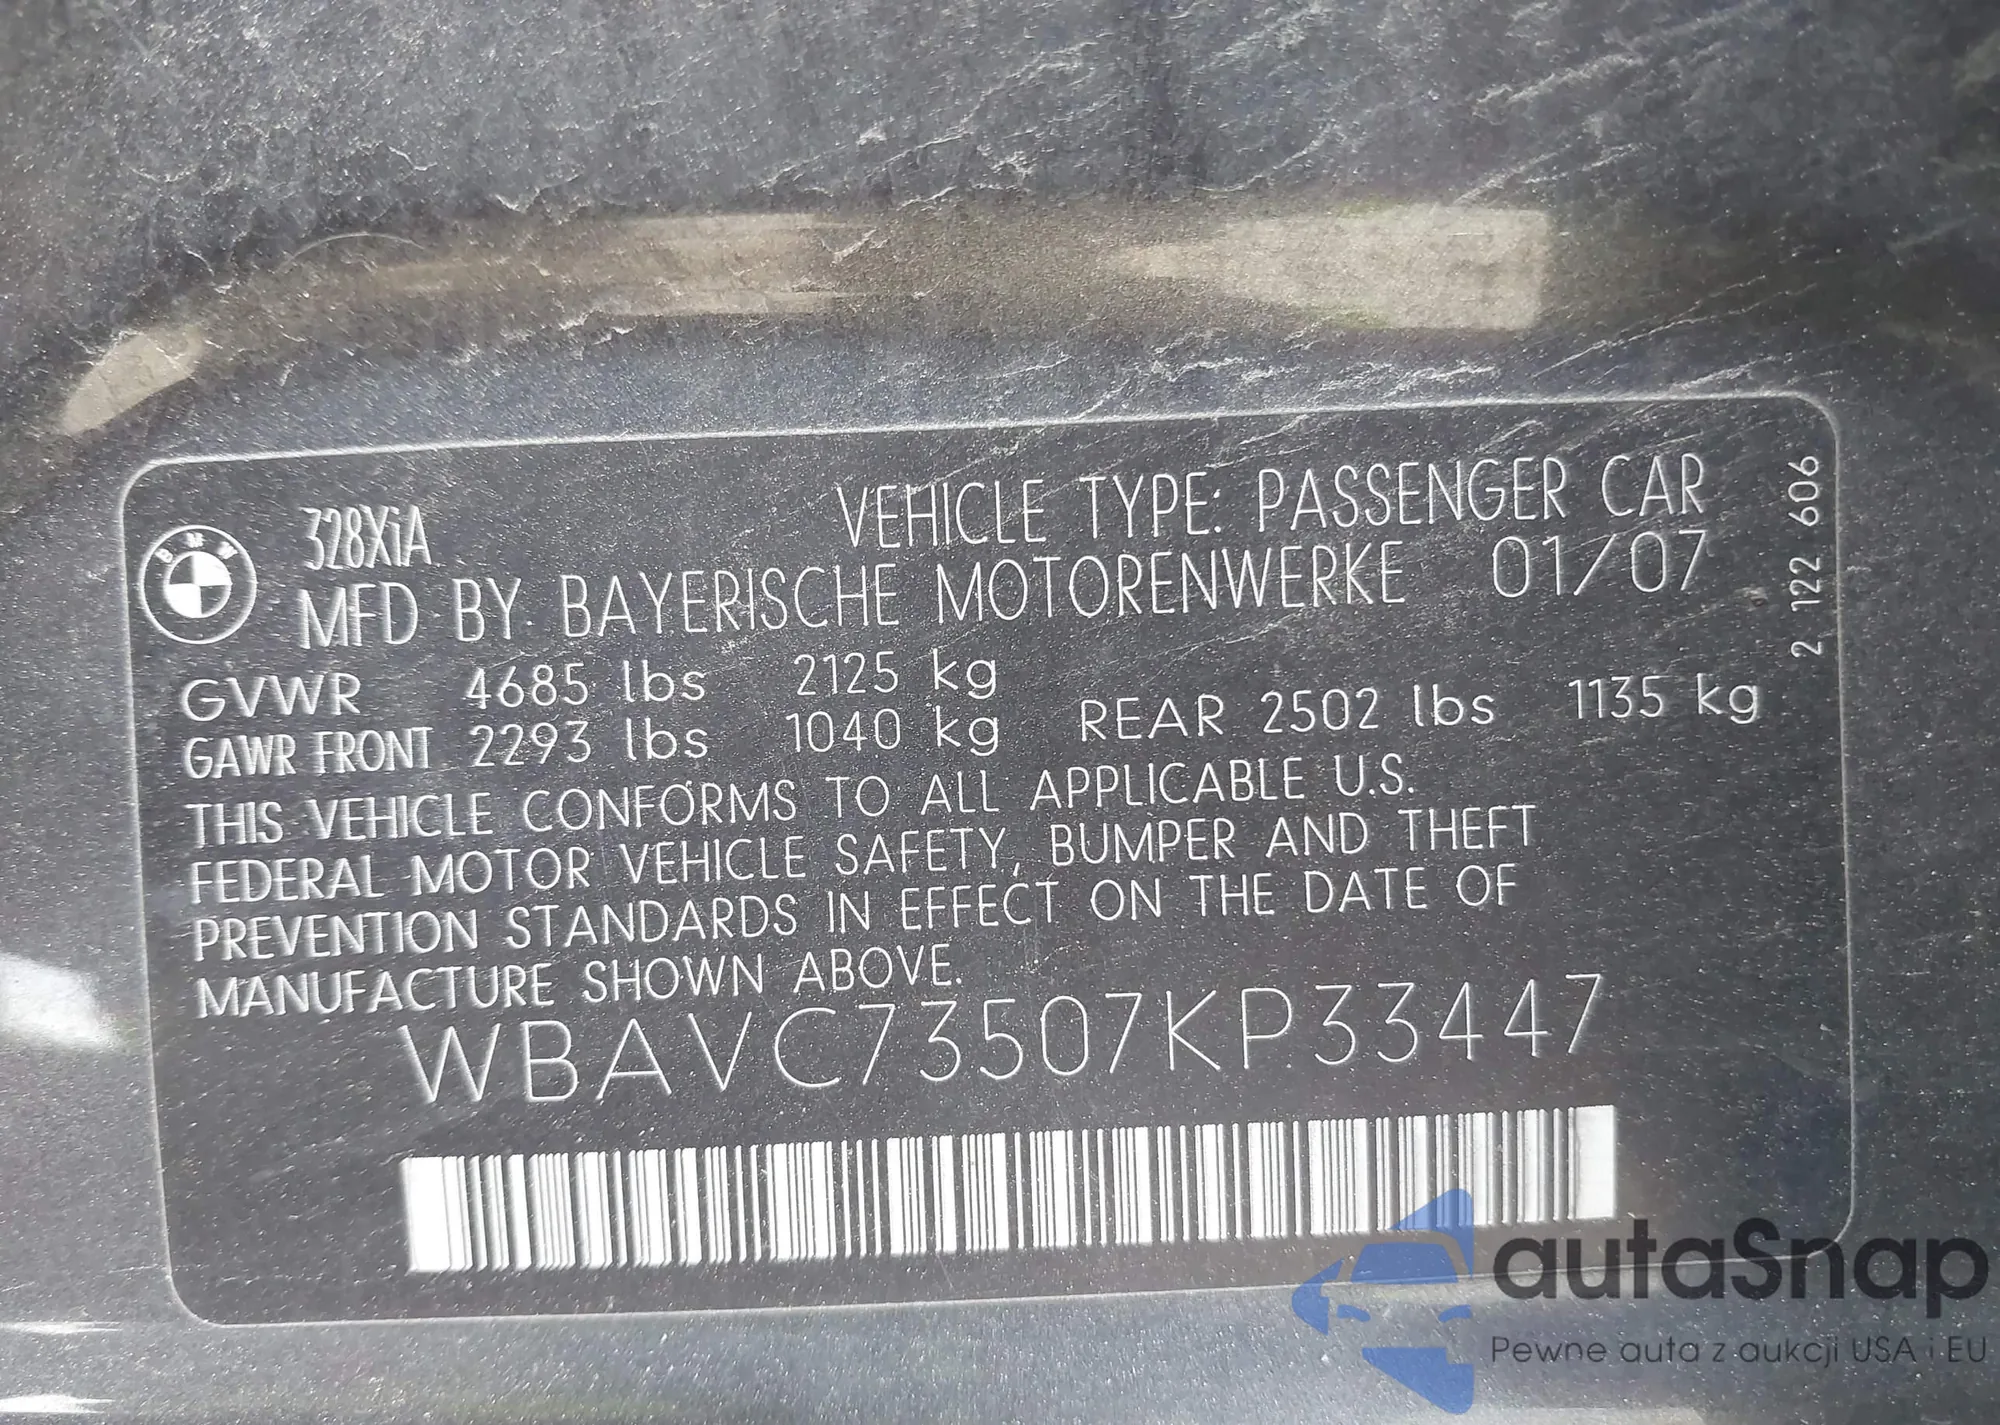 BMW
328XiA
VEHICLE TYPE: PASSENGER CAR
MFD BY BAYERISCHE MOTORENWERKE 01/07
GVWR 4685 lbs 2125 kg
GAWR FRONT 2293 lbs 1040 kg REAR 2502 lbs 1135 kg
THIS VEHICLE CONFORMS TO ALL APPLICABLE U.S.
FEDERAL MOTOR VEHICLE SAFETY, BUMPER AND THEFT
PREVENTION STANDARDS IN EFFECT ON THE DATE OF
MANUFACTURE SHOWN ABOVE.
WBAVC73507KP33447
2 122 606
autaSnap
Pewne auta z aukcji USA i EU